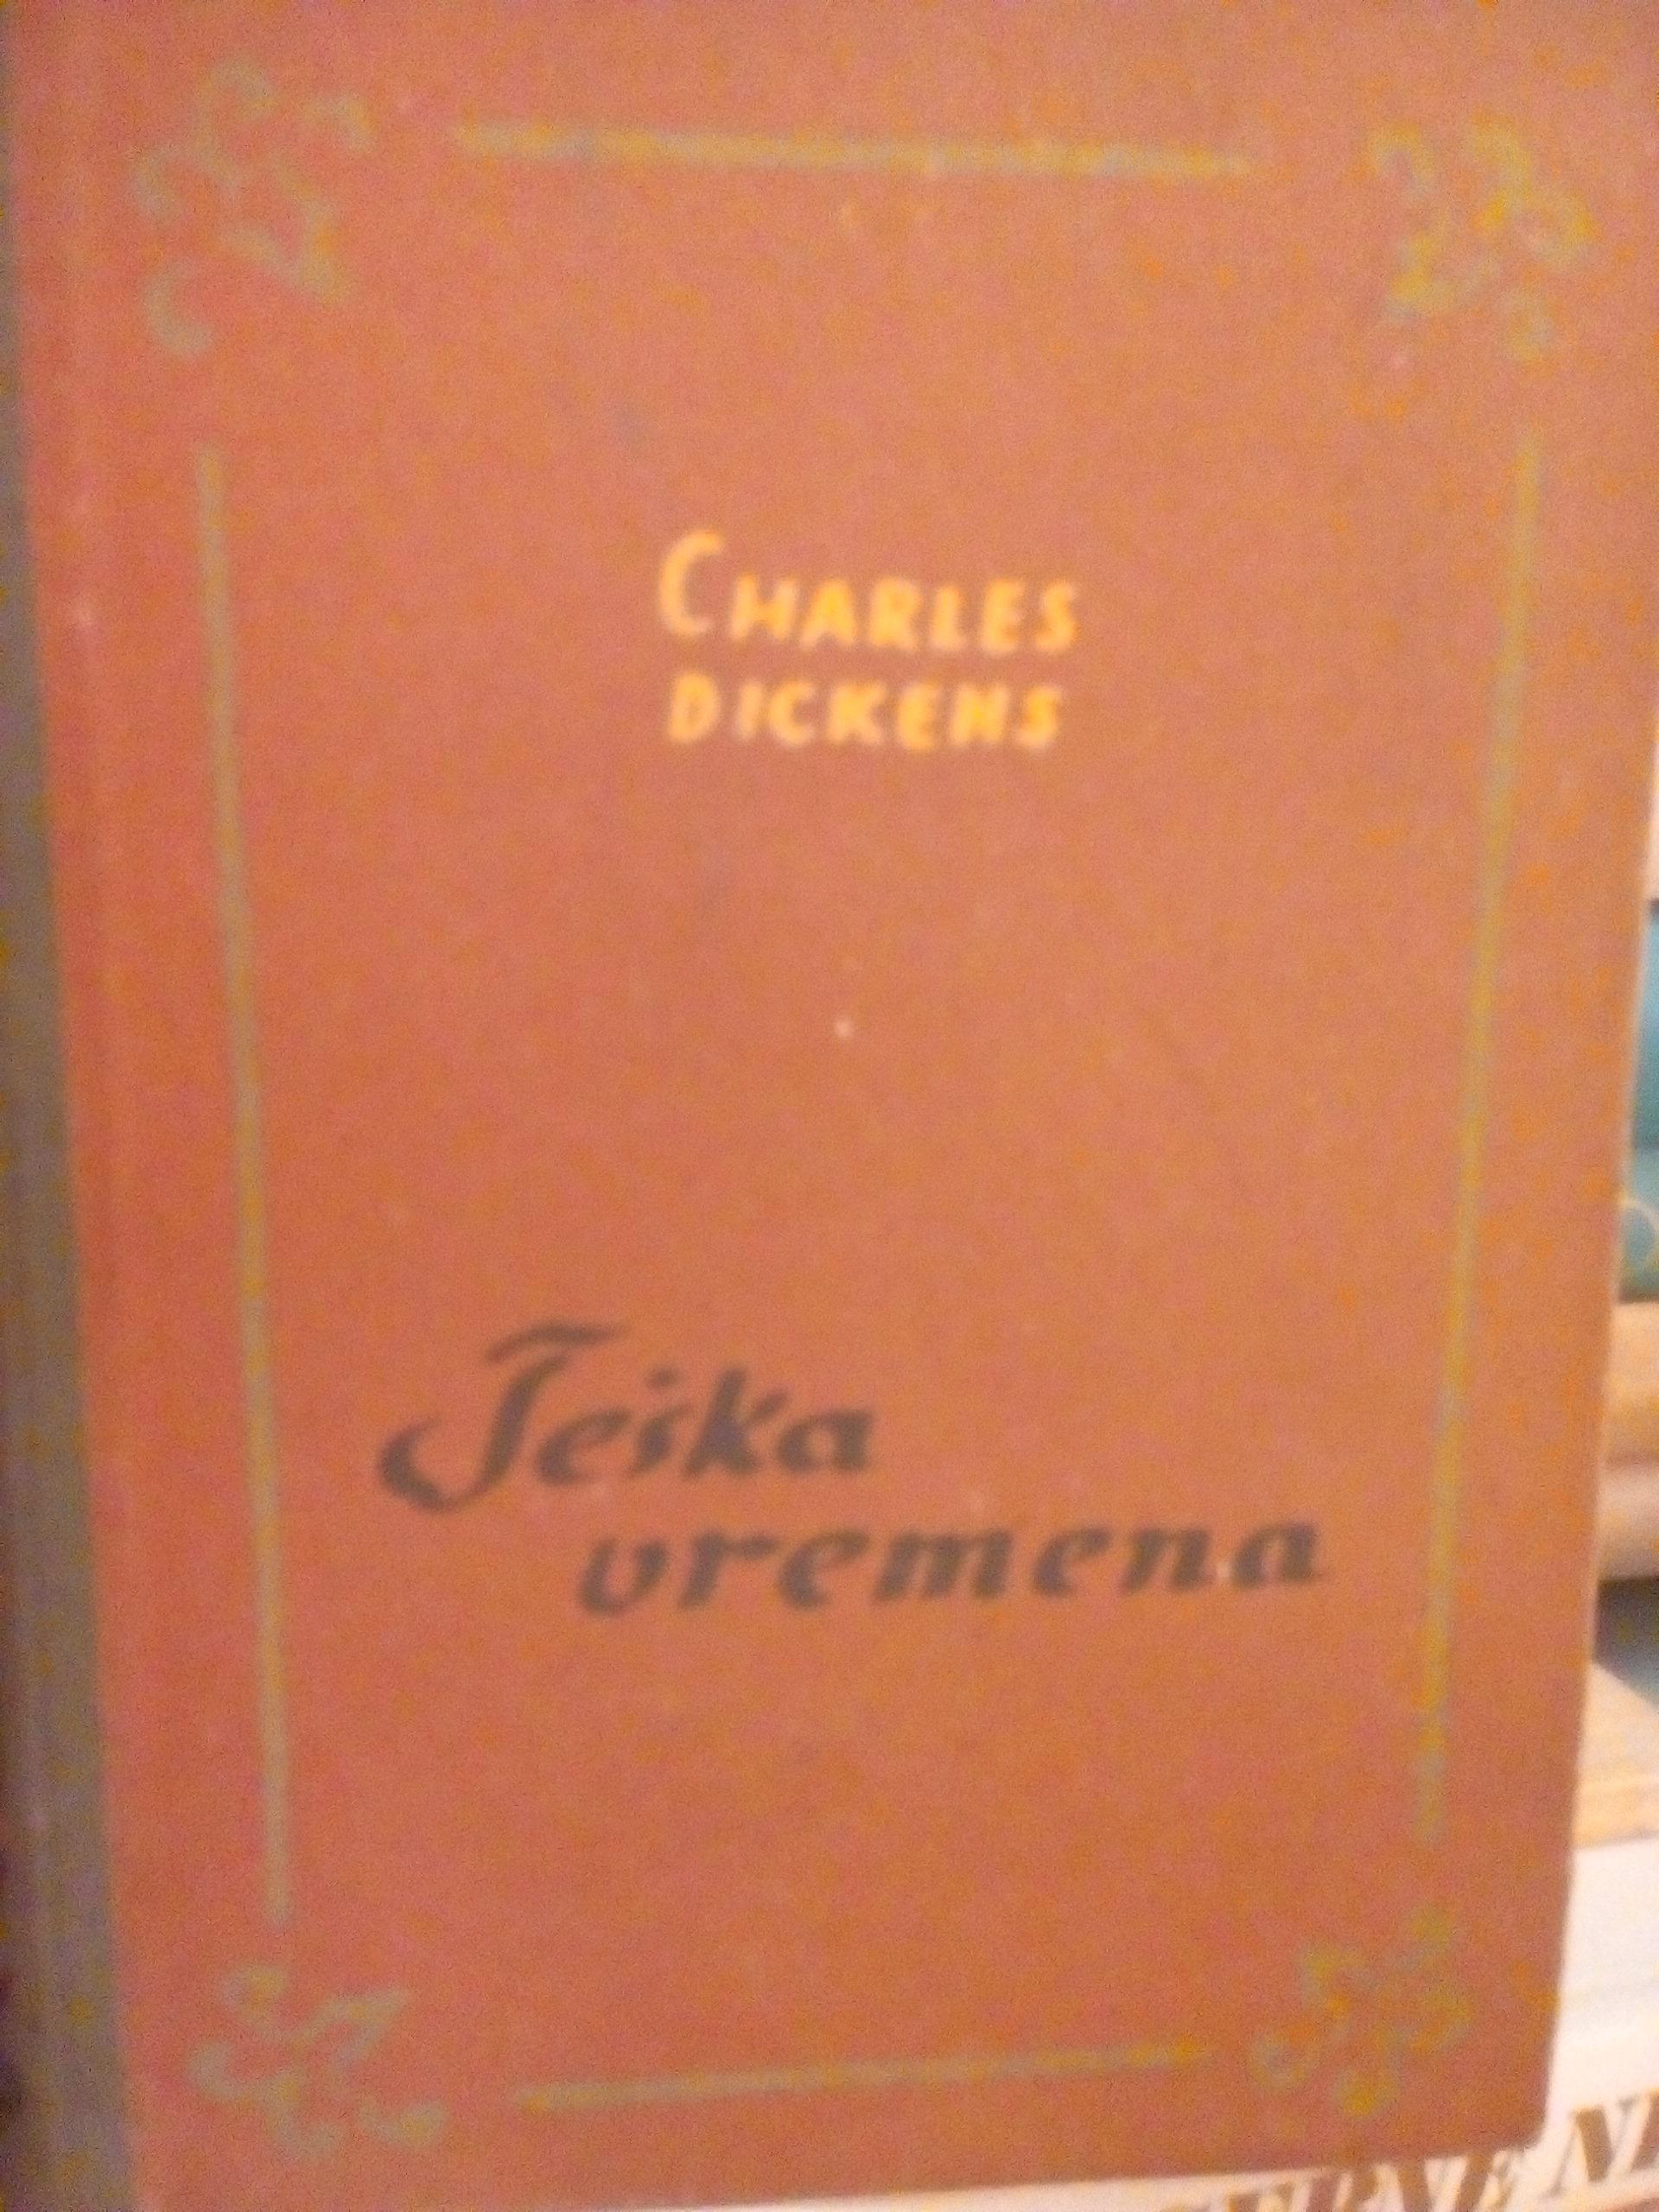 CHARLES
DICKENS
Teška
vremena